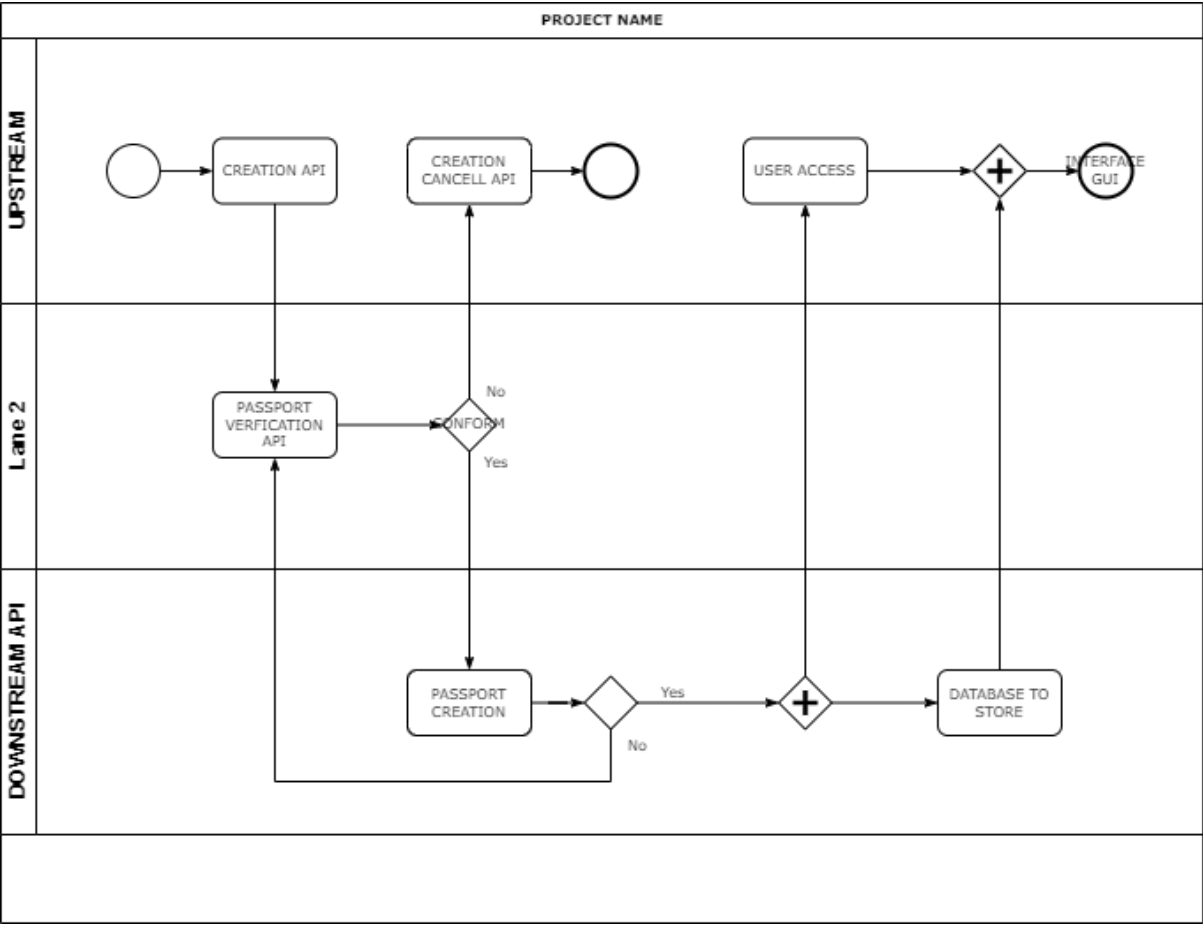 PROJECT NAME
UPSTREAM
CREATION API
CREATION
CANCELL API
USER ACCESS
INTERFACE
GUI
Lane 2
PASSPORT
VERFICATION
API
No
CONFORM
Yes
DOWNSTREAM API
PASSPORT
CREATION
Yes
No
DATABASE TO
STORE